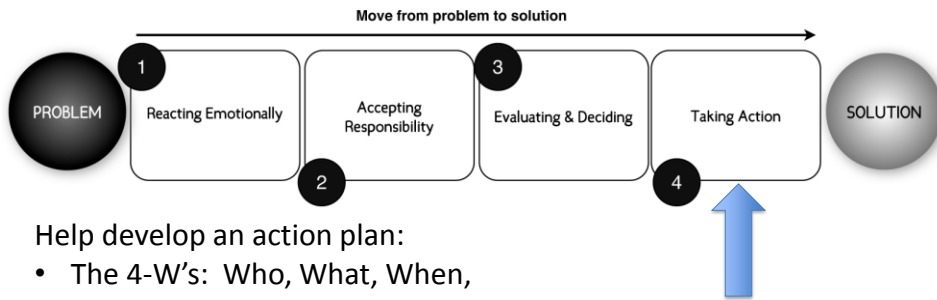 Move from problem to solution
PROBLEM
1
Reacting Emotionally
2
Accepting
Responsibility
3
Evaluating & Deciding
4
Taking Action
SOLUTION
Help develop an action plan:
• The 4-W's:  Who, What, When,